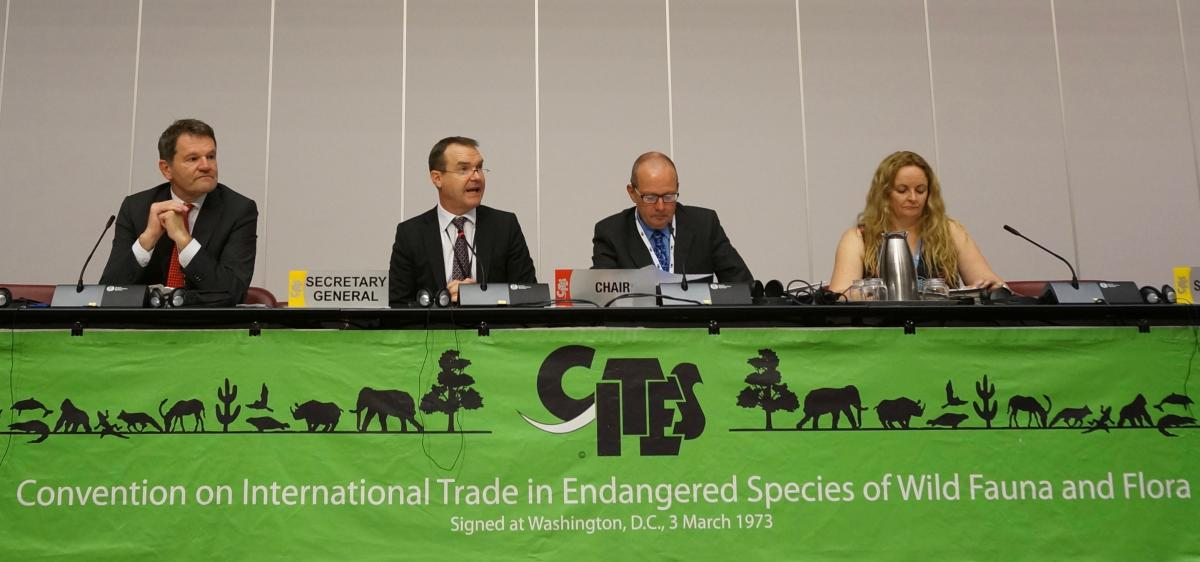 SECRETARY
GENERAL
CHAIR
CITES
Convention on International Trade in Endangered Species of Wild Fauna and Flora
Signed at Washington, D.C., 3 March 1973